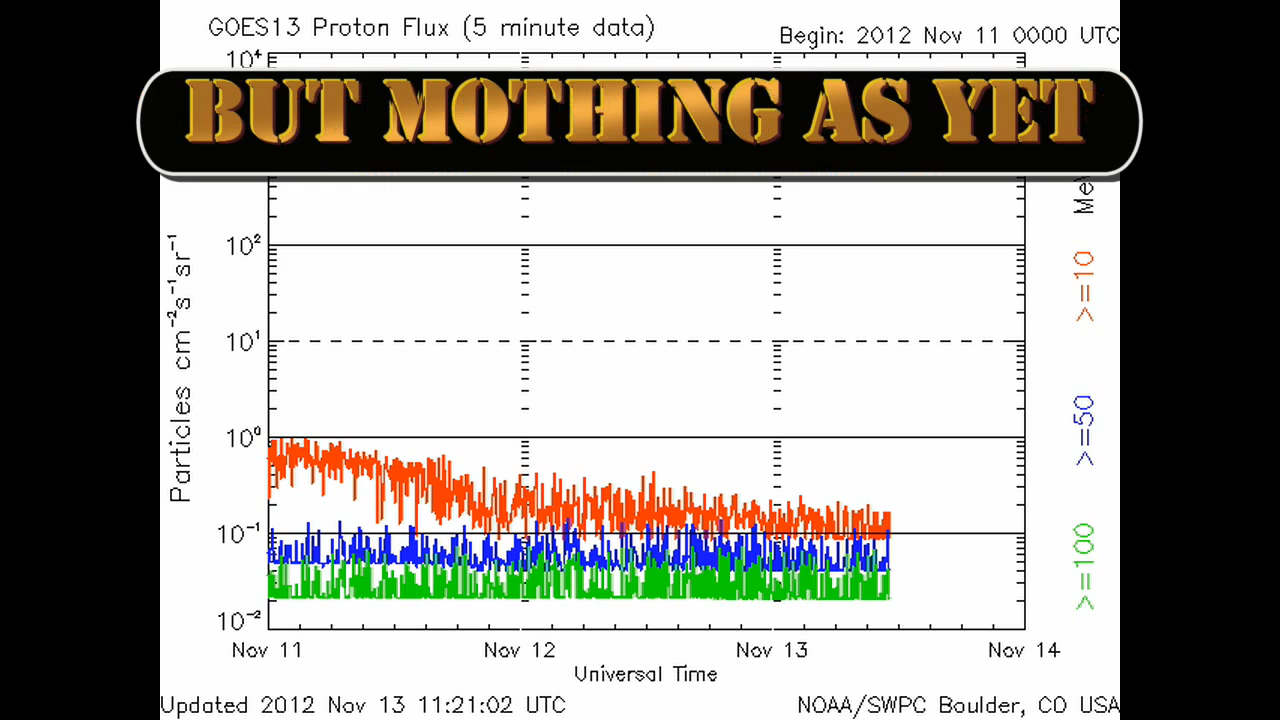 GOES13 Proton Flux (5 minute data)
Begin: 2012 Nov 11 0000 UTC
10⁴
BUT MOTHING AS YET
10²
10¹
10⁰
10⁻¹
10⁻²
Particles cm⁻²s⁻¹sr⁻¹
>=100 >=50 >=10 MeV
Nov 11 Nov 12 Nov 13 Nov 14
Universal Time
Updated 2012 Nov 13 11:21:02 UTC
NOAA/SWPC Boulder, CO USA